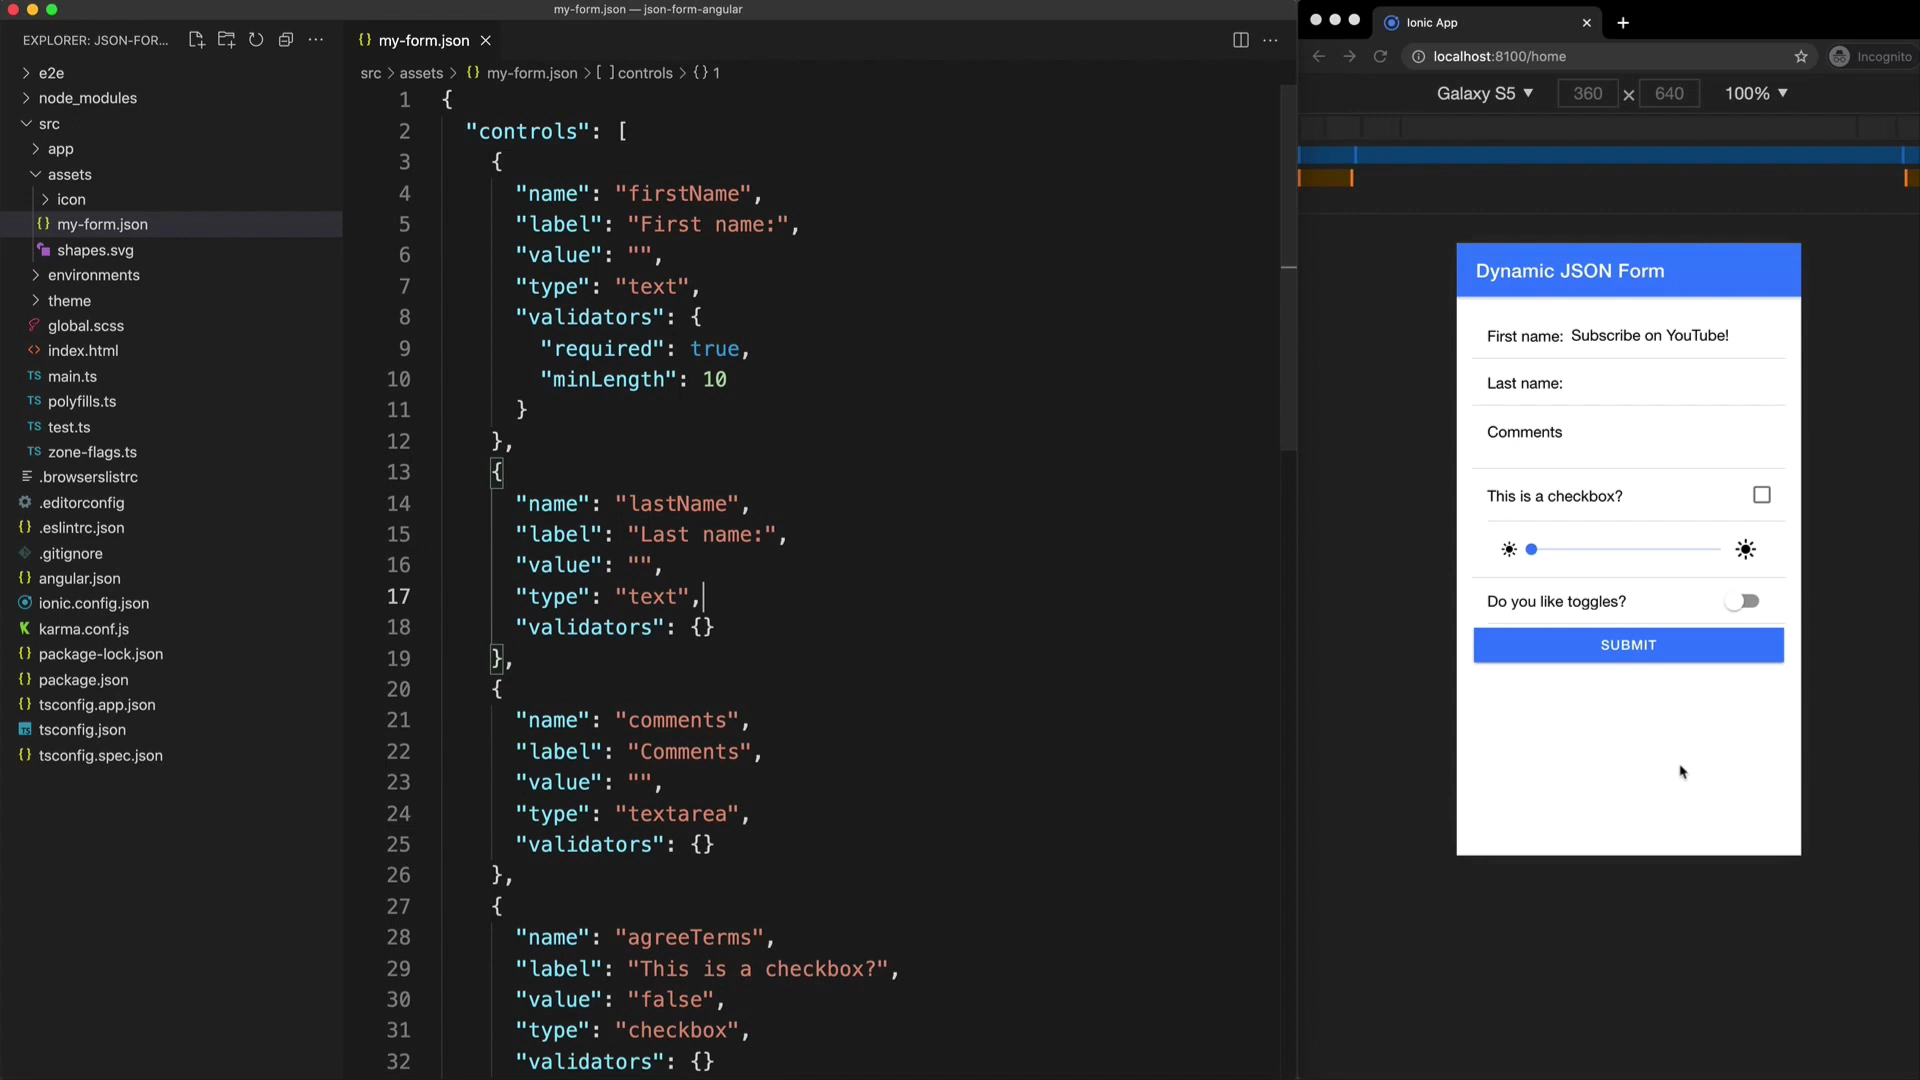 my-form.json — json-form-angular
EXPLORER: JSON-FOR...
e2e
node_modules
src
app
assets
icon
{} my-form.json
shapes.svg
environments
theme
global.scss
<> index.html
TS main.ts
TS polyfills.ts
TS test.ts
TS zone-flags.ts
.browserslistrc
.editorconfig
{} .eslintrc.json
.gitignore
{} angular.json
ionic.config.json
karma.conf.js
{} package-lock.json
{} package.json
{} tsconfig.app.json
TS tsconfig.json
{} tsconfig.spec.json
{} my-form.json
src > assets > {} my-form.json > [ ] controls > {} 1
1 {
2 "controls": [
3 {
4 "name": "firstName",
5 "label": "First name:",
6 "value": "",
7 "type": "text",
8 "validators": {
9 "required": true,
10 "minLength": 10
11 }
12 },
13 {
14 "name": "lastName",
15 "label": "Last name:",
16 "value": "",
17 "type": "text",
18 "validators": {}
19 },
20 {
21 "name": "comments",
22 "label": "Comments",
23 "value": "",
24 "type": "textarea",
25 "validators": {}
26 },
27 {
28 "name": "agreeTerms",
29 "label": "This is a checkbox?",
30 "value": "false",
31 "type": "checkbox",
32 "validators": {}
Ionic App
localhost:8100/home
Incognito
Galaxy S5 ▼ 360 × 640 100% ▼
Dynamic JSON Form
First name: Subscribe on YouTube!
Last name:
Comments
This is a checkbox?
Do you like toggles?
SUBMIT